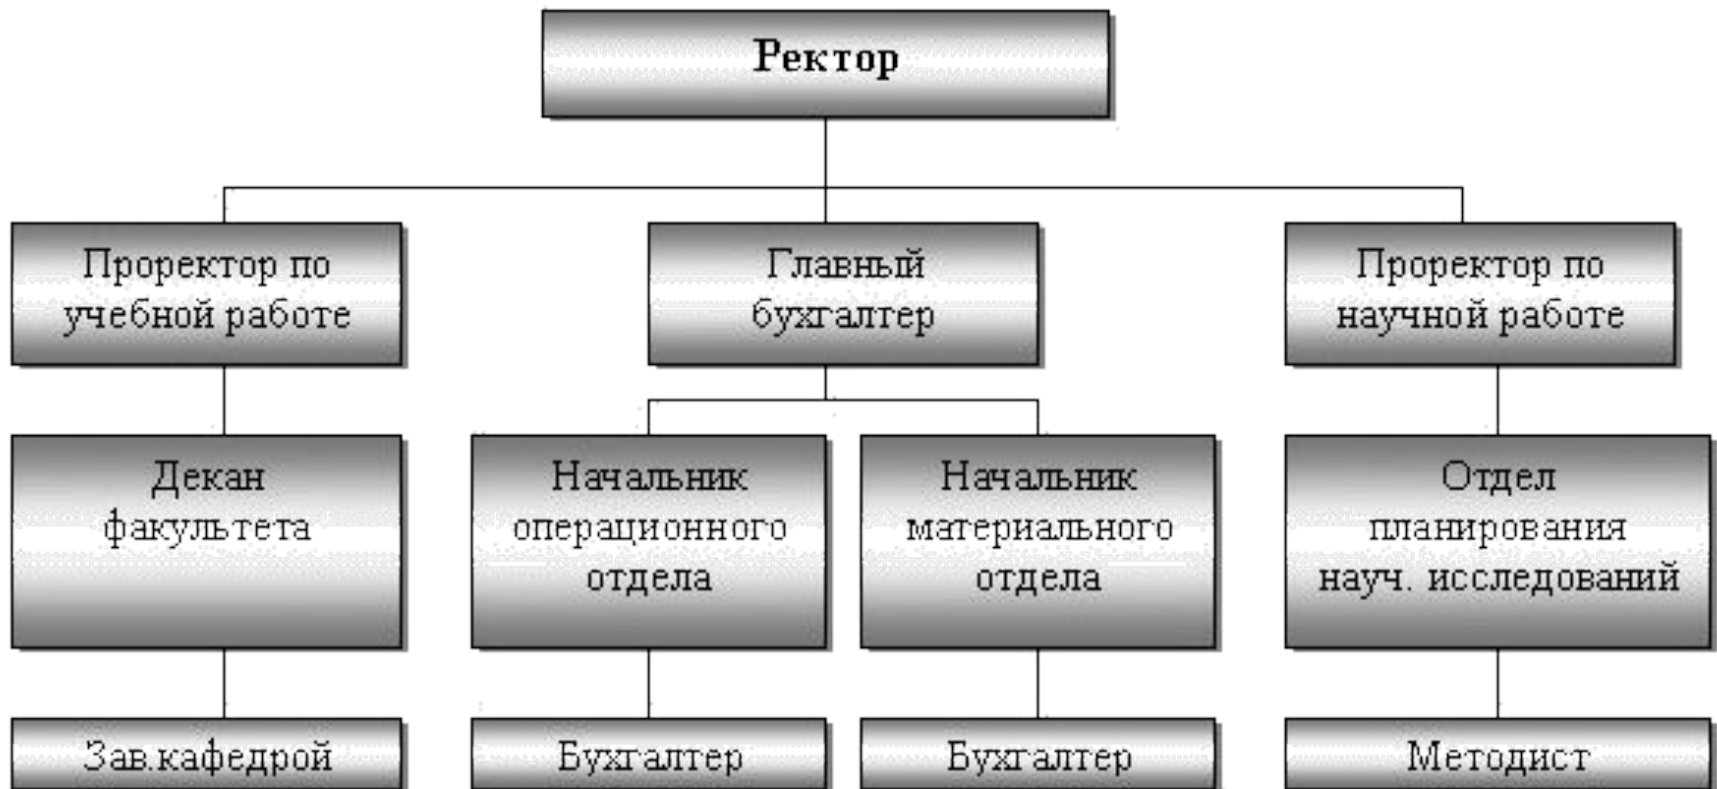 Ректор
Проректор по
учебной работе
Главный
бухгалтер
Проректор по
научной работе
Декан
факультета
Начальник
операционного
отдела
Начальник
материального
отдела
Отдел
планирования
науч. исследований
Зав.кафедрой
Бухгалтер
Бухгалтер
Методист